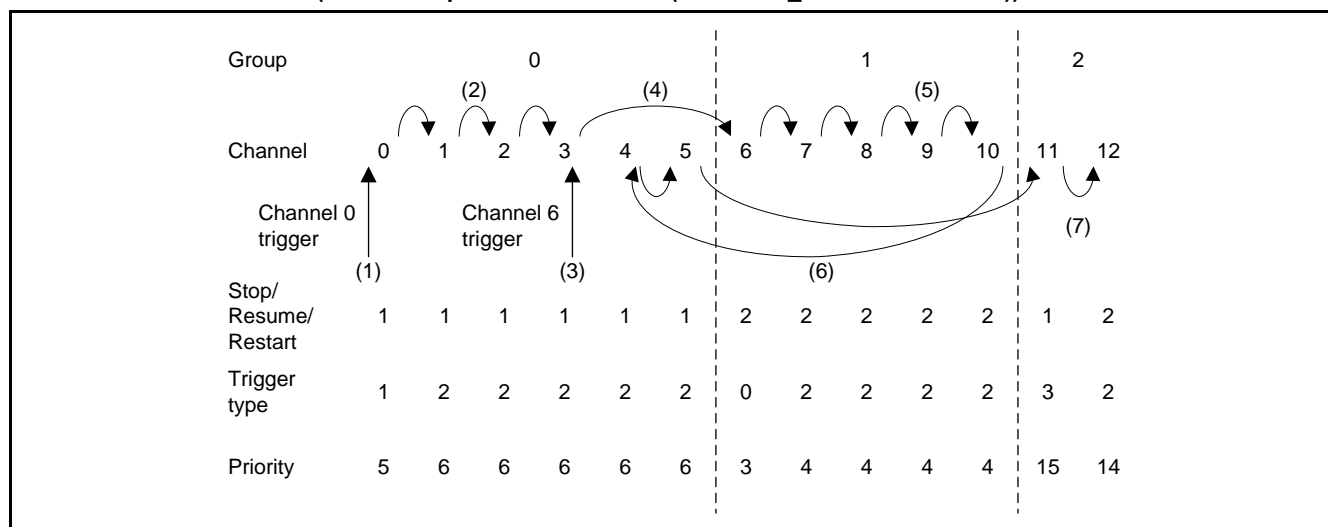 Group 0 1 2
(2) (4) (5)
Channel 0 1 2 3 4 5 6 7 8 9 10 11 12
Channel 0
trigger
Channel 6
trigger
(7)
(1) (3) (6)
Stop/
Resume/
Restart
1 1 1 1 1 1 2 2 2 2 2 1 2
Trigger
type
1 2 2 2 2 2 0 2 2 2 2 3 2
Priority 5 6 6 6 6 6 3 4 4 4 4 15 14